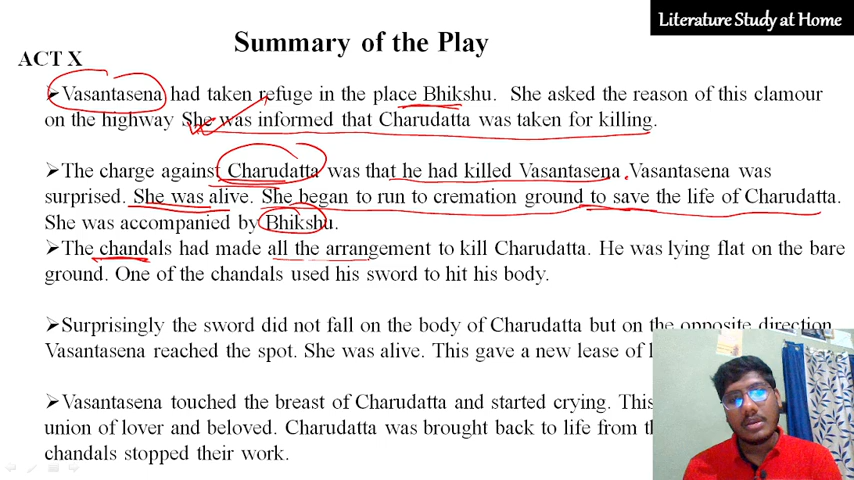 Literature Study at Home
Summary of the Play
ACT X
➢Vasantasena had taken refuge in the place Bhikshu. She asked the reason of this clamour
on the highway She was informed that Charudatta was taken for killing.
➢The charge against Charudatta was that he had killed Vasantasena .Vasantasena was
surprised. She was alive. She began to run to cremation ground to save the life of Charudatta.
She was accompanied by Bhikshu.
➢The chandals had made all the arrangement to kill Charudatta. He was lying flat on the bare
ground. One of the chandals used his sword to hit his body.
➢Surprisingly the sword did not fall on the body of Charudatta but on the opposite direction
Vasantasena reached the spot. She was alive. This gave a new lease of
➢Vasantasena touched the breast of Charudatta and started crying. This
union of lover and beloved. Charudatta was brought back to life from
chandals stopped their work.